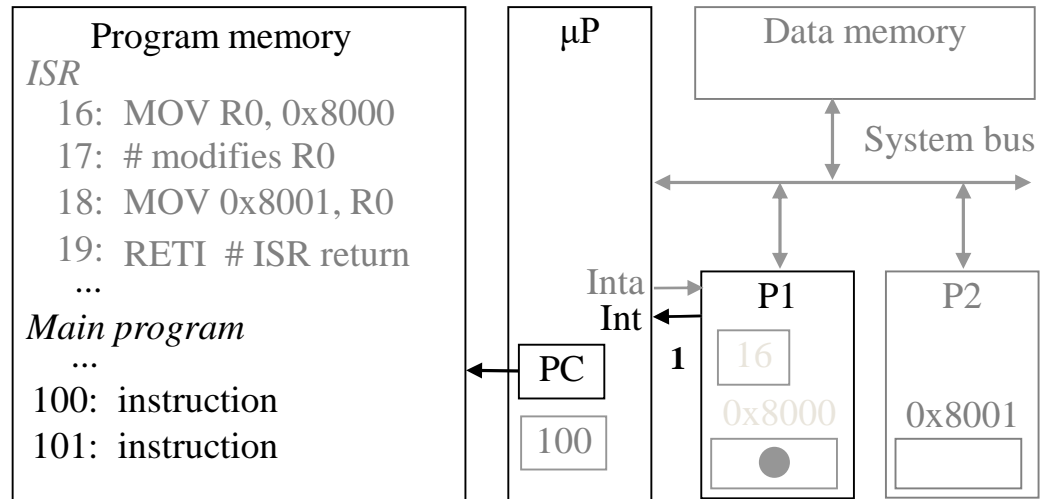 Program memory
ISR
16: MOV R0, 0x8000
17: # modifies R0
18: MOV 0x8001, R0
19: RETI # ISR return
...
Main program
...
100: instruction
101: instruction
μP
Inta
Int
PC
100
Data memory
System bus
1
P1
16
0x8000
P2
0x8001